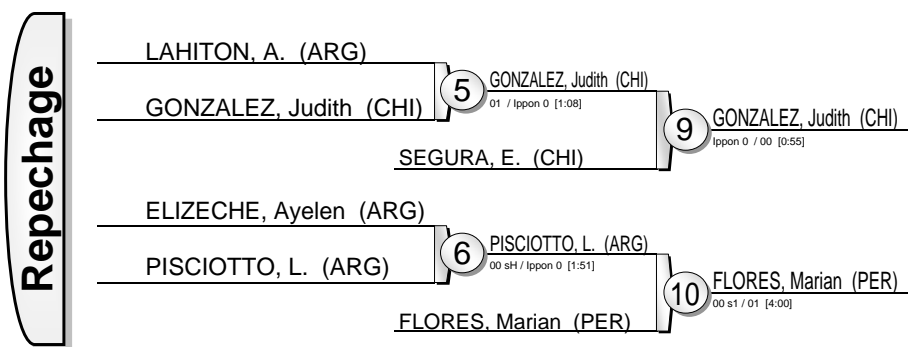 Repechage
LAHITON, A. (ARG)
GONZALEZ, Judith (CHI)
5
GONZALEZ, Judith (CHI)
01 / Ippon 0 [1:08]
SEGURA, E. (CHI)
9
GONZALEZ, Judith (CHI)
Ippon 0 / 00 [0:55]
ELIZECHE, Ayelen (ARG)
PISCIOTTO, L. (ARG)
6
PISCIOTTO, L. (ARG)
00 sH / Ippon 0 [1:51]
FLORES, Marian (PER)
10
FLORES, Marian (PER)
00 s1 / 01 [4:00]